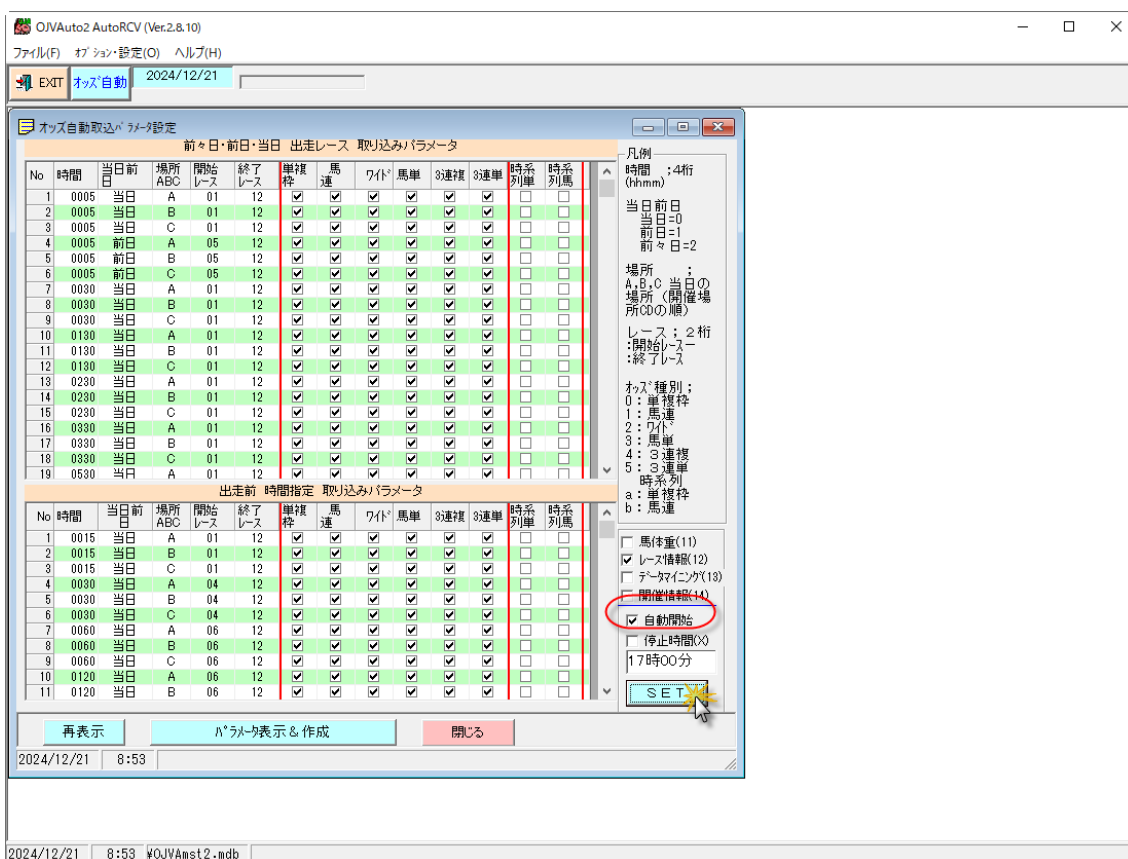 OJVAuto2 AutoRCV (Ver.2.8.10)
ファイル(F) オプション・設定(O) ヘルプ(H)
EXIT オッズ自動 2024/12/21
オッズ自動取込パラメータ設定
前々日・前日・当日 出走レース 取り込みパラメータ
No 時間 当日前日 場所ABC 開始レース 終了レース 単複枠 馬連 ワイド 馬単 3連複 3連単 時系列単 時系列馬
1 0005 当日 A 01 12
2 0005 当日 B 01 12
3 0005 当日 C 01 12
4 0005 前日 A 05 12
5 0005 前日 B 05 12
6 0005 前日 C 05 12
7 0030 当日 A 01 12
8 0030 当日 B 01 12
9 0030 当日 C 01 12
10 0130 当日 A 01 12
11 0130 当日 B 01 12
12 0130 当日 C 01 12
13 0230 当日 A 01 12
14 0230 当日 B 01 12
15 0230 当日 C 01 12
16 0330 当日 A 01 12
17 0330 当日 B 01 12
18 0330 当日 C 01 12
19 0530 当日 A 01 12
出走前 時間指定 取り込みパラメータ
No 時間 当日前日 場所ABC 開始レース 終了レース 単複枠 馬連 ワイド 馬単 3連複 3連単 時系列単 時系列馬
1 0015 当日 A 01 12
2 0015 当日 B 01 12
3 0015 当日 C 01 12
4 0030 当日 A 04 12
5 0030 当日 B 04 12
6 0030 当日 C 04 12
7 0060 当日 A 06 12
8 0060 当日 B 06 12
9 0060 当日 C 06 12
10 0120 当日 A 06 12
11 0120 当日 B 06 12
凡例
時間 ;4桁
(hhmm)
当日前日
当日=0
前日=1
前々日=2
場所 ;
A,B,C 当日の
場所(開催場
所CDの順)
レース;2桁
:開始レースー
:終了レース
オッズ種別;
0:単複枠
1:馬連
2:ワイド
3:馬単
4:3連複
5:3連単
時系列
a:単複枠
b:馬連
馬体重(11)
レース情報(12)
データマイニング(13)
開催情報(14)
自動開始
停止時間(X)
17時00分
SET
再表示 パラメータ表示&作成 閉じる
2024/12/21 8:53
2024/12/21 8:53 ¥OJVAmst2.mdb